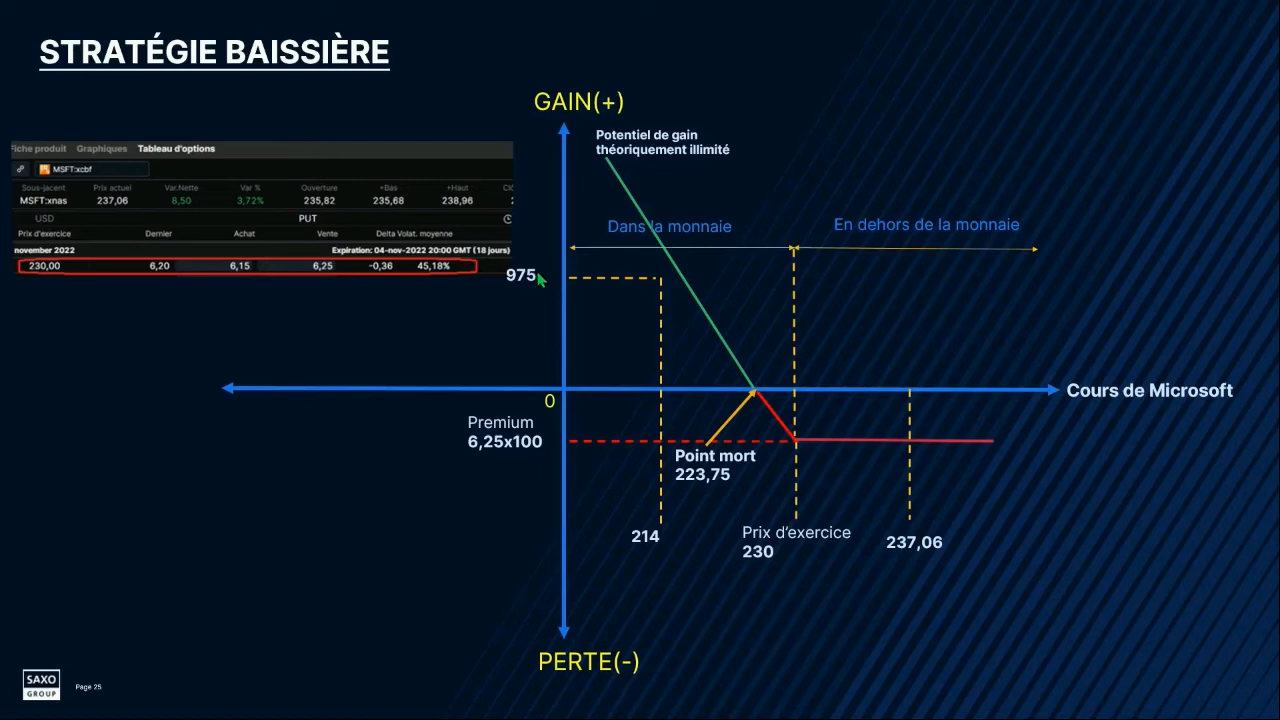 STRATÉGIE BAISSIÈRE
GAIN(+)
Potentiel de gain
théoriquement illimité
Fiche produit Graphiques Tableau d'options
MSFT:xcbf
Sous-jacent Prix actuel Var.Nette Var % Ouverture +Bas +Haut
MSFT:xnas 237,06 8,50 3,72% 235,82 235,68 238,96
USD PUT
Prix d'exercice Dernier Achat Vente Delta Volat. moyenne
november 2022 Expiration: 04-nov-2022 20:00 GMT (18 jours)
230,00 6,20 6,15 6,25 -0,36 45,18%
Dans la monnaie
En dehors de la monnaie
975
Cours de Microsoft
0
Premium
6,25x100
Point mort
223,75
214
Prix d'exercice
230
237,06
PERTE(-)
SAXO
GROUP
Page 25